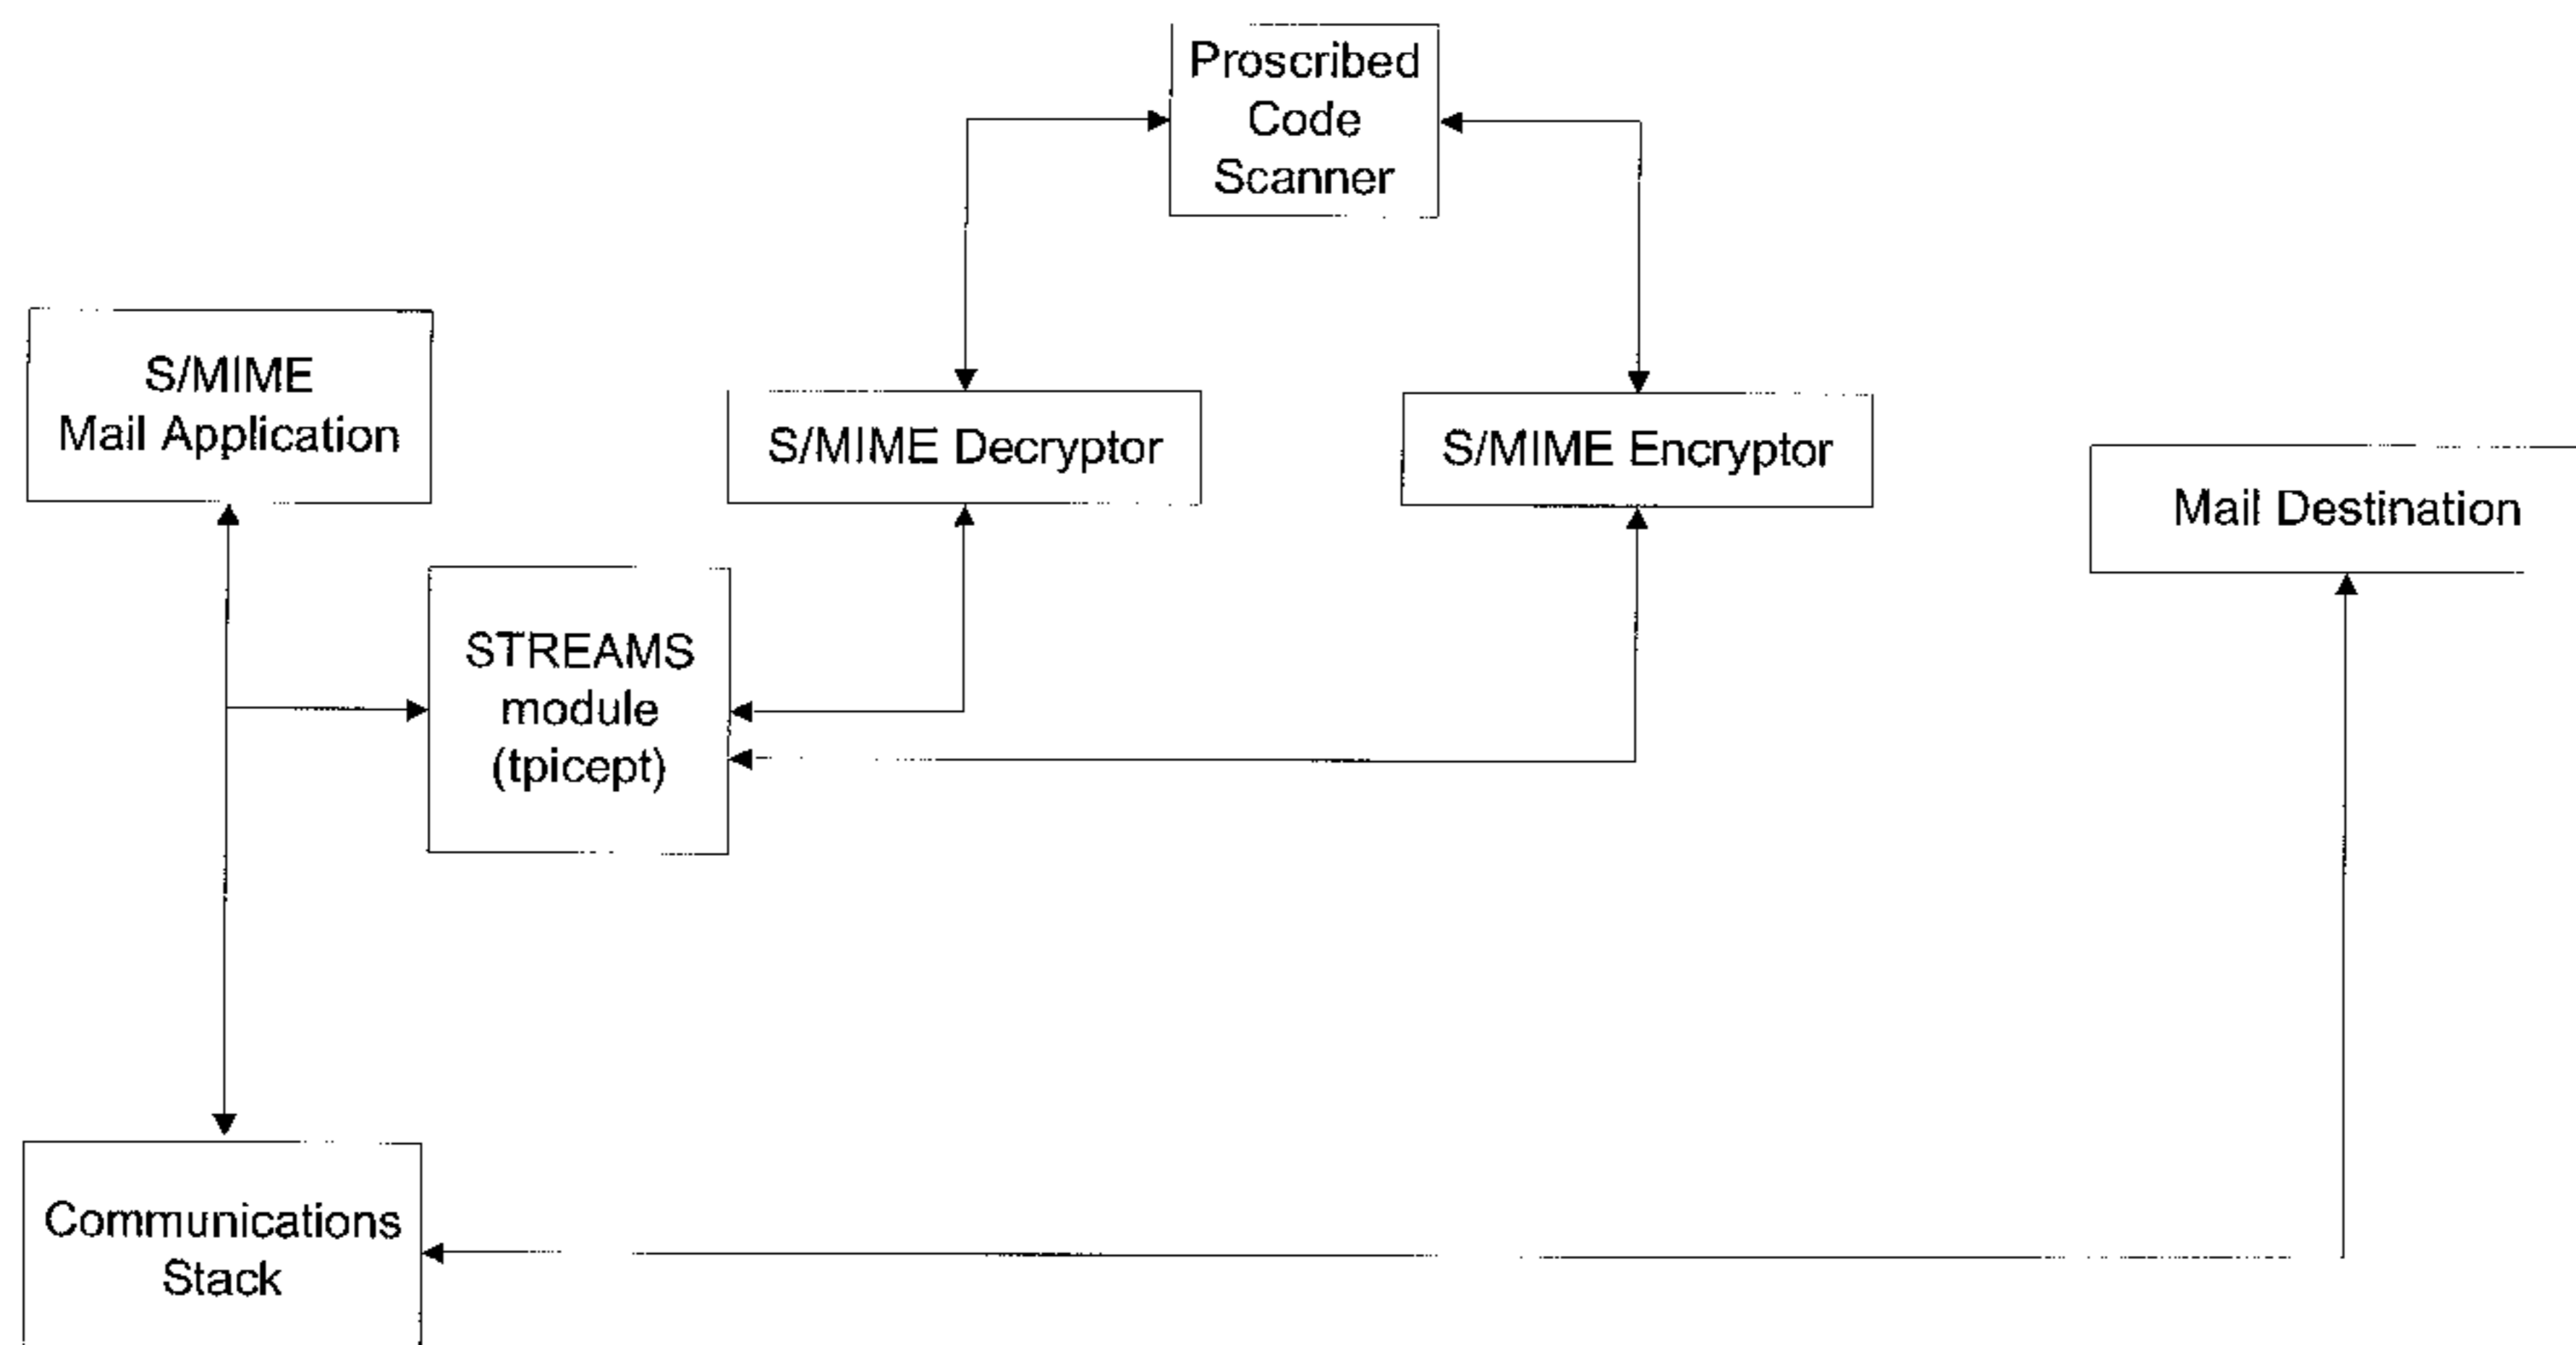 Proscribed
Code
Scanner
S/MIME
Mail Application
S/MIME Decryptor
S/MIME Encryptor
Mail Destination
STREAMS
module
(tpicept)
Communications
Stack